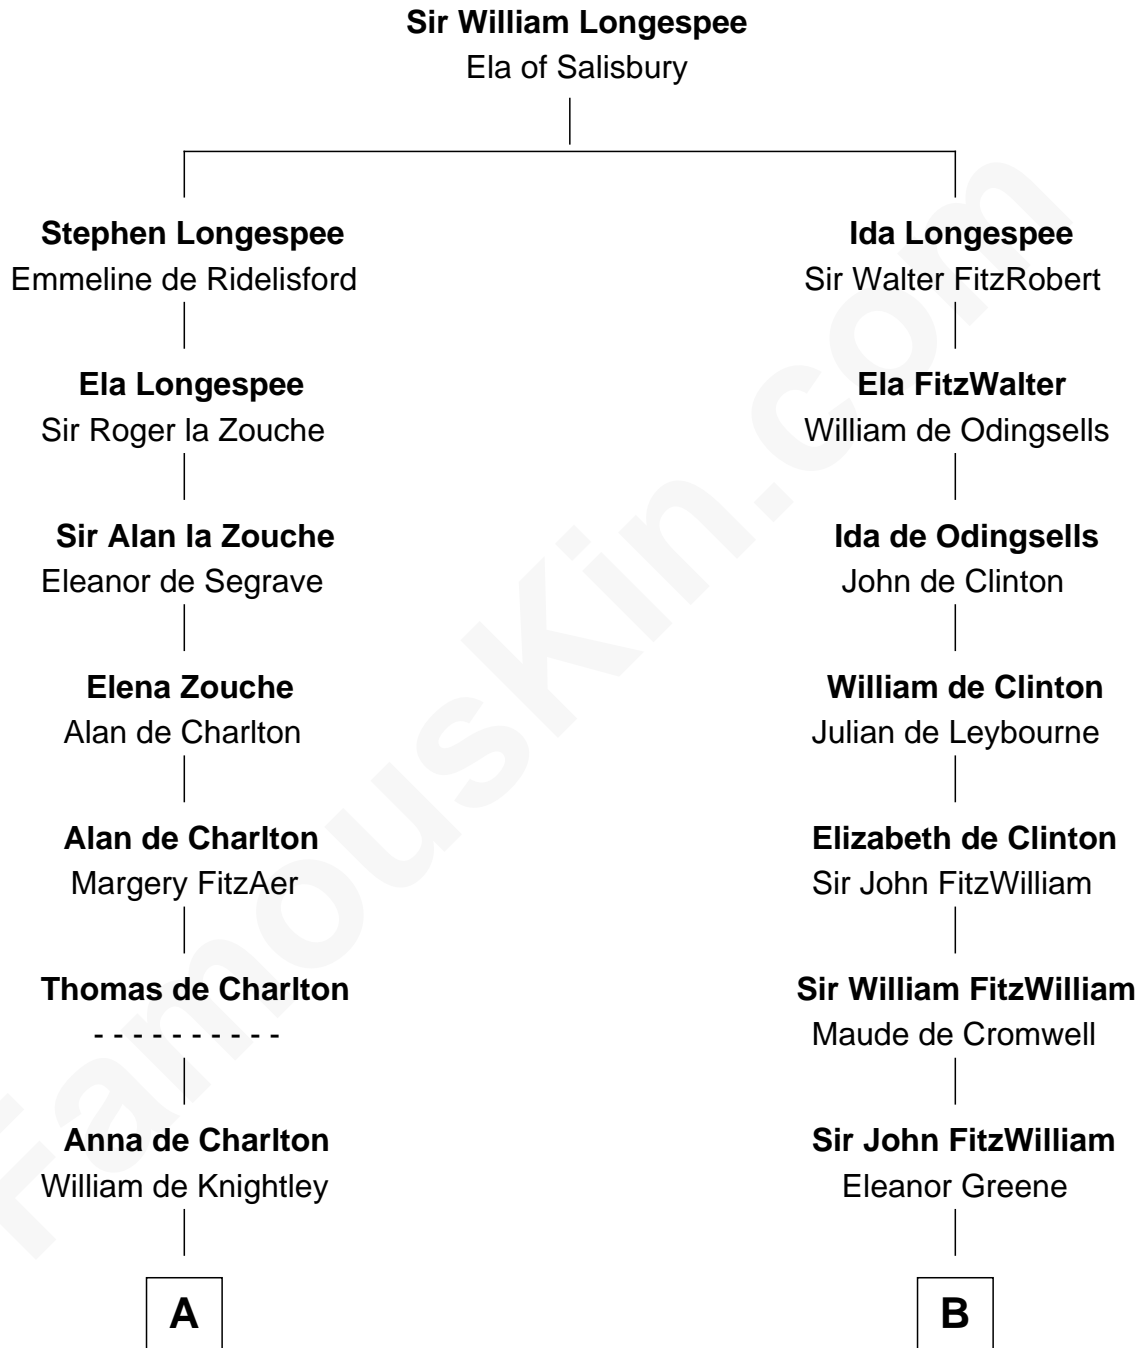 Sir William Longespee
Ela of Salisbury
Stephen Longespee
Emmeline de Ridelisford
Ida Longespee
Sir Walter FitzRobert
Ela Longespee
Sir Roger la Zouche
Ela FitzWalter
William de Odingsells
Sir Alan la Zouche
Eleanor de Segrave
Ida de Odingsells
John de Clinton
Elena Zouche
Alan de Charlton
William de Clinton
Julian de Leybourne
Alan de Charlton
Margery FitzAer
Elizabeth de Clinton
Sir John FitzWilliam
Thomas de Charlton
- - - - - - - - - -
Sir William FitzWilliam
Maude de Cromwell
Anna de Charlton
William de Knightley
Sir John FitzWilliam
Eleanor Greene
A
B
FamousKin.com